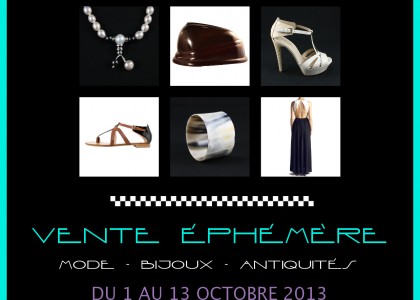 VENTE ÉPHÉMÈRE
MODE - BIJOUX - ANTIQUITÉS
DU 1 AU 13 OCTOBRE 2013